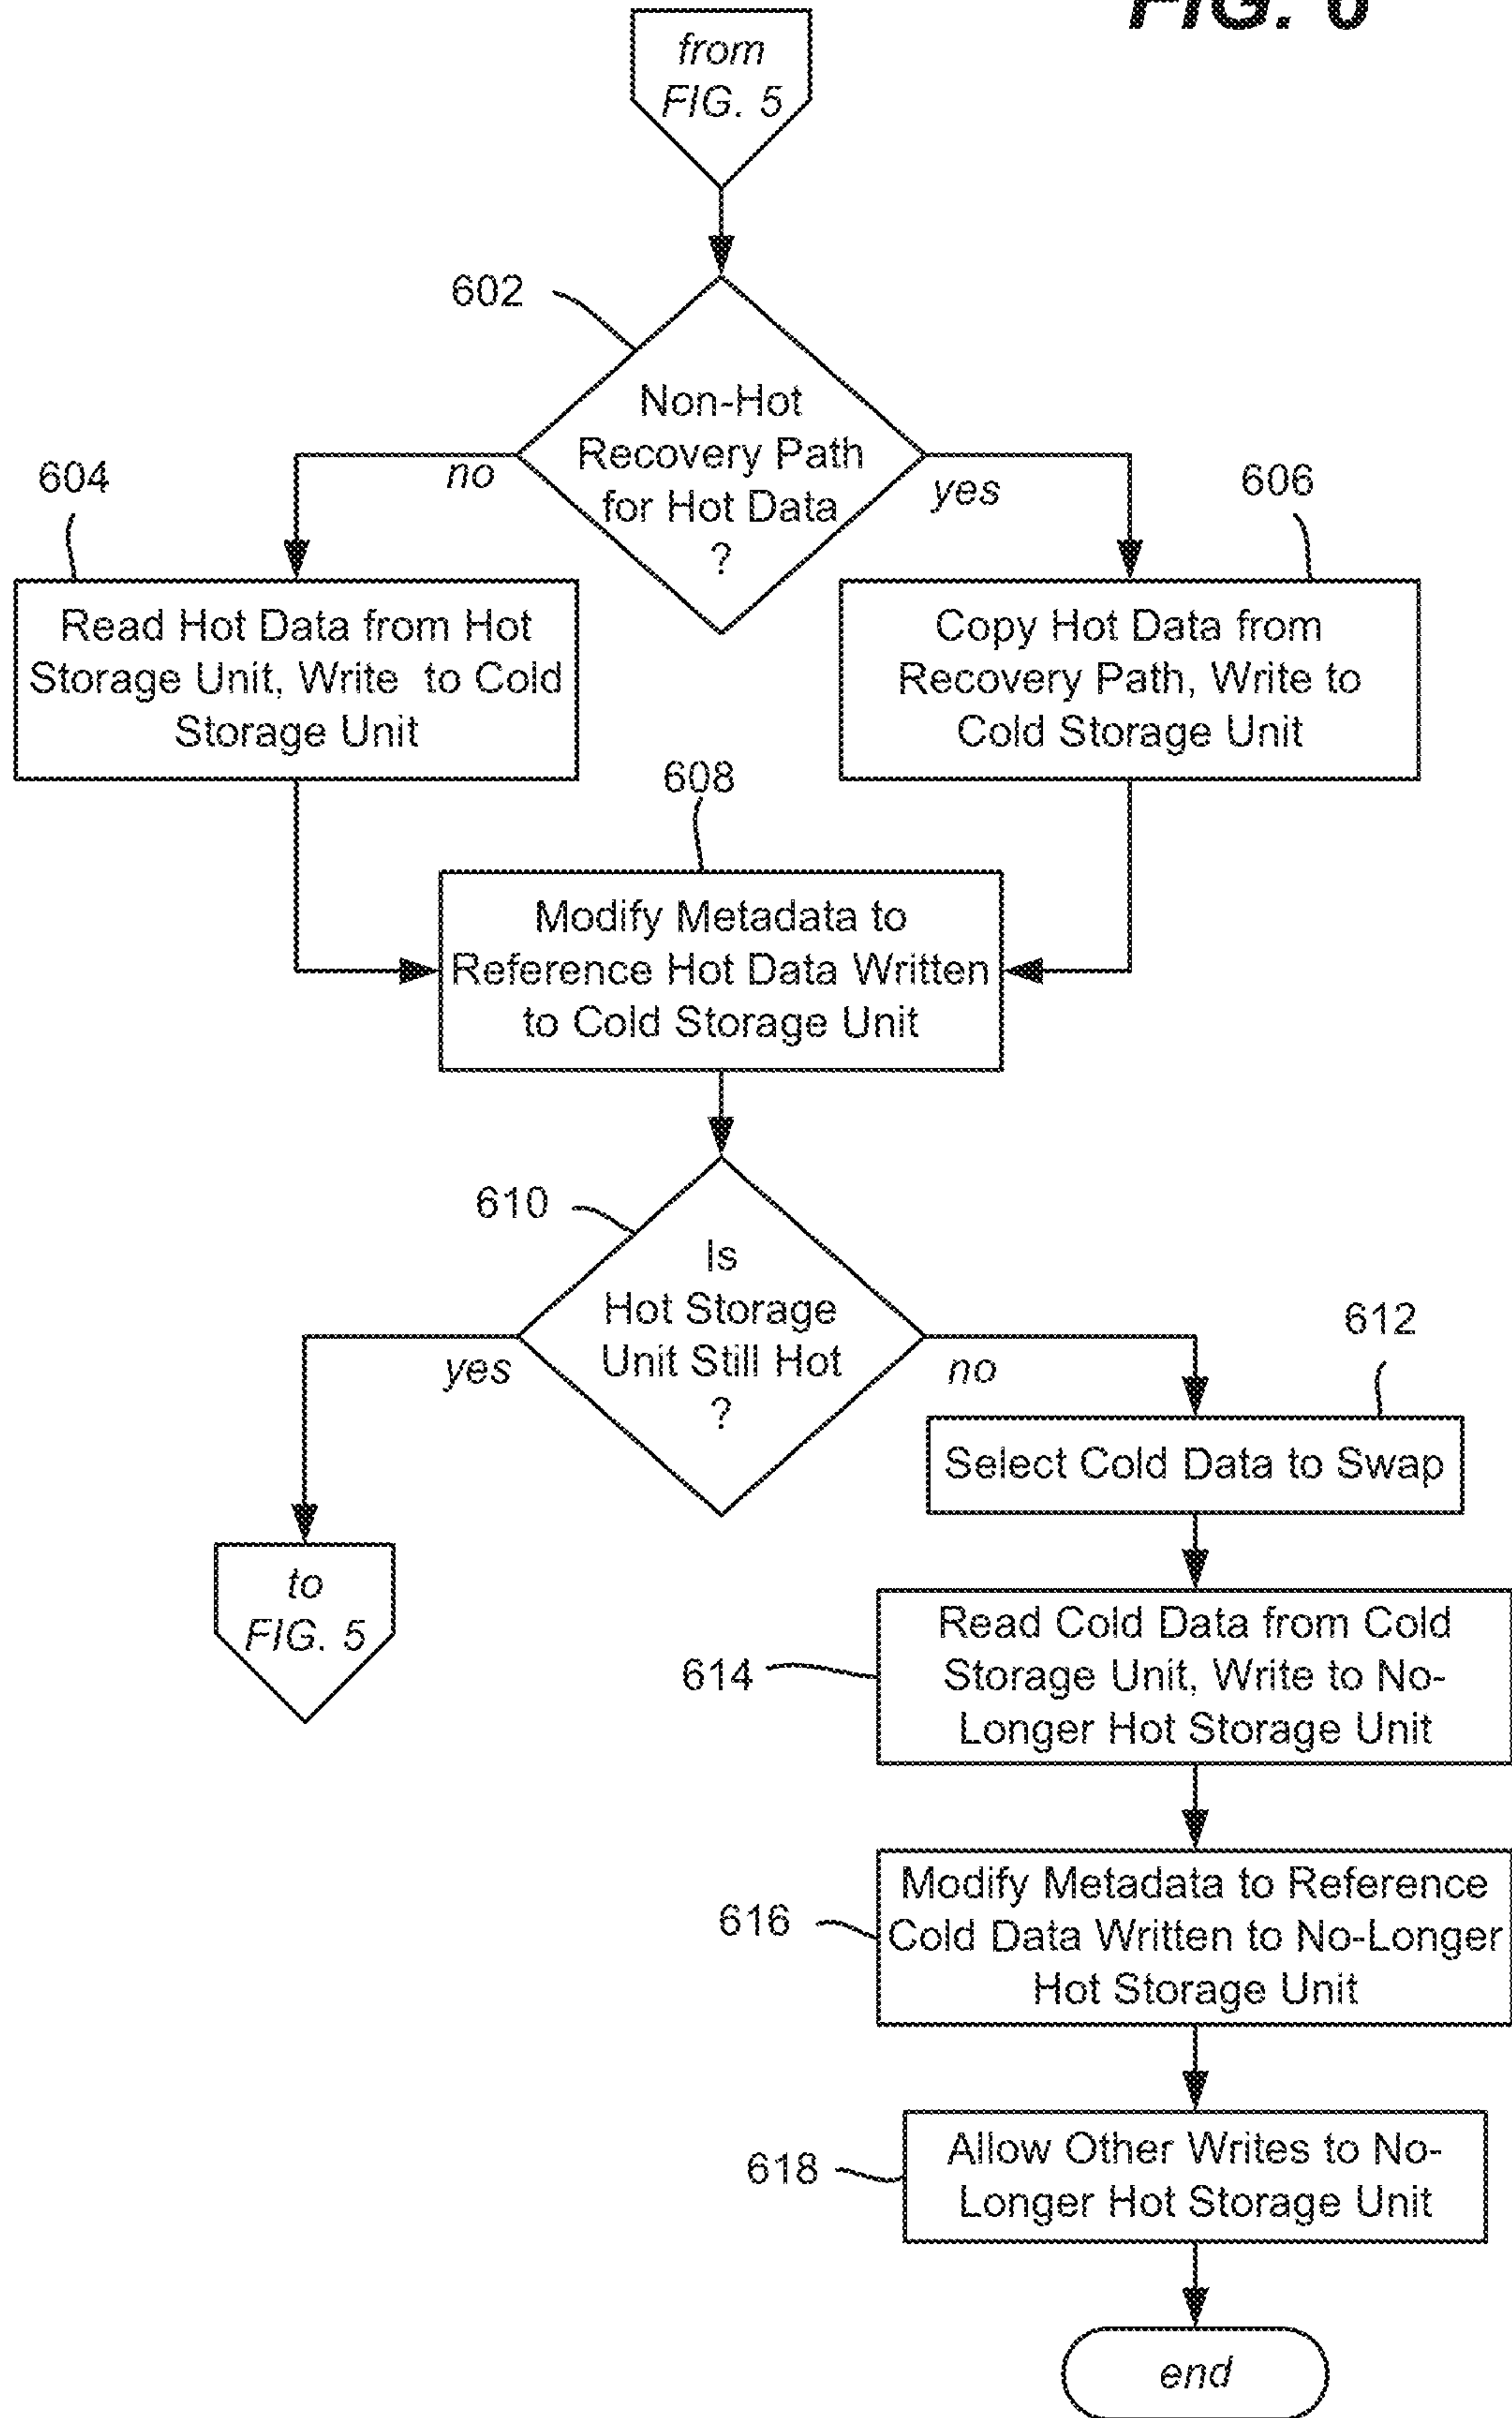 FIG. 6
from
FIG. 5
602
Non-Hot
Recovery Path
for Hot Data
?
no
yes
604
606
Read Hot Data from Hot
Storage Unit, Write to Cold
Storage Unit
Copy Hot Data from
Recovery Path, Write to
Cold Storage Unit
608
Modify Metadata to
Reference Hot Data Written
to Cold Storage Unit
610
Is
Hot Storage
Unit Still Hot
?
yes
no
612
Select Cold Data to Swap
to
FIG. 5
614
Read Cold Data from Cold
Storage Unit, Write to No-
Longer Hot Storage Unit
616
Modify Metadata to Reference
Cold Data Written to No-Longer
Hot Storage Unit
618
Allow Other Writes to No-
Longer Hot Storage Unit
end